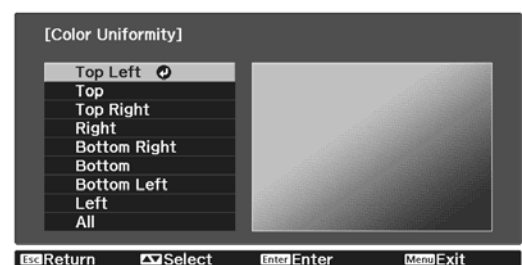 [Color Uniformity]
Top Left
Top
Top Right
Right
Bottom Right
Bottom
Bottom Left
Left
All
Esc Return ▲▼ Select Enter Enter Menu Exit